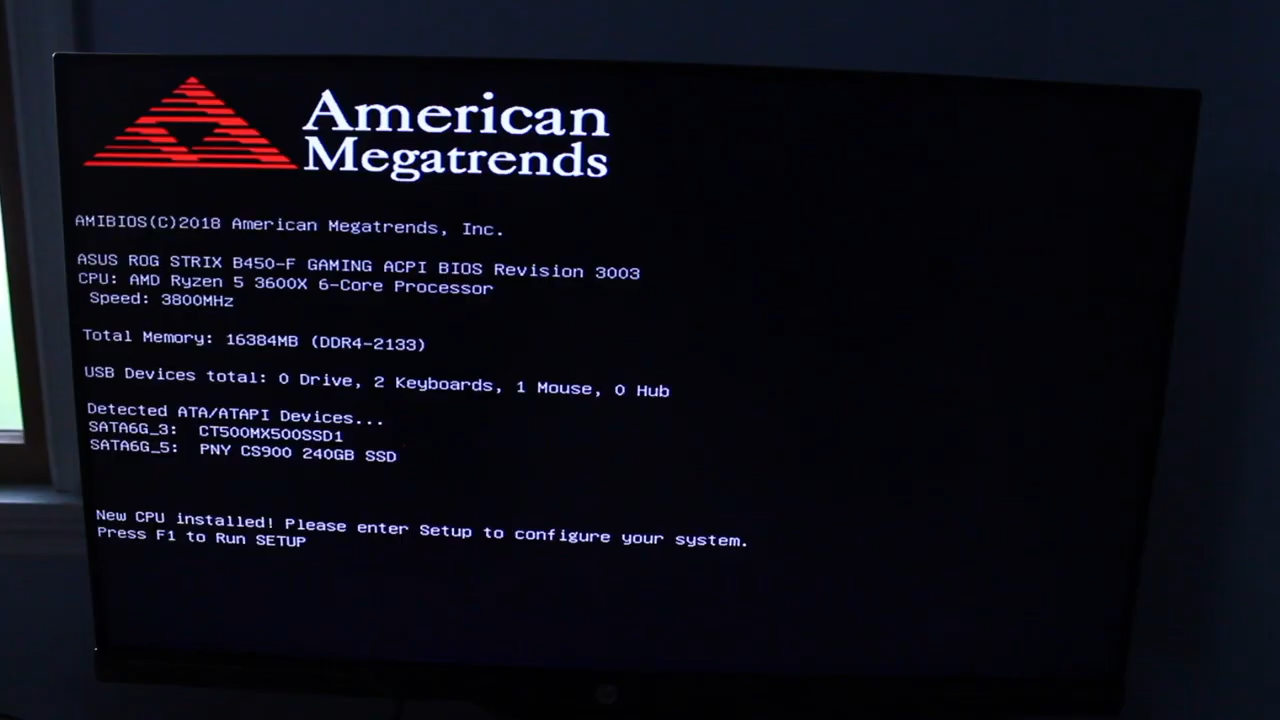 American
Megatrends
AMIBIOS(C)2018 American Megatrends, Inc.
ASUS ROG STRIX B450-F GAMING ACPI BIOS Revision 3003
CPU: AMD Ryzen 5 3600X 6-Core Processor
Speed: 3800MHz
Total Memory: 16384MB (DDR4-2133)
USB Devices total: 0 Drive, 2 Keyboards, 1 Mouse, 0 Hub
Detected ATA/ATAPI Devices...
SATA6G_3: CT500MX500SSD1
SATA6G_5: PNY CS900 240GB SSD
New CPU installed! Please enter Setup to configure your system.
Press F1 to Run SETUP